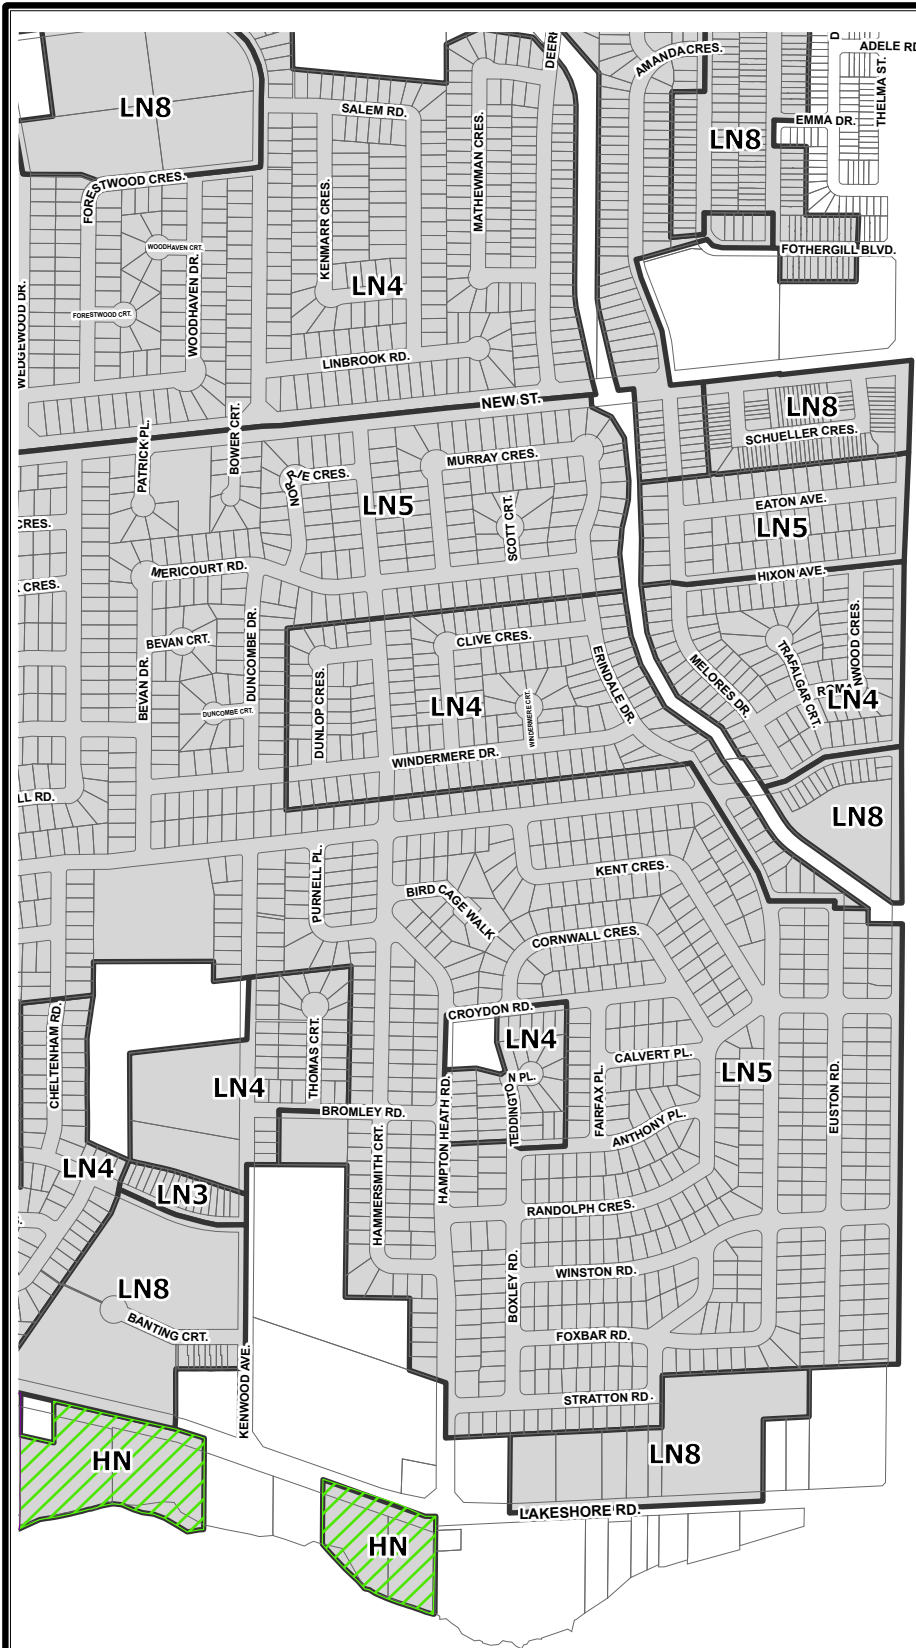 DEERH
ADELE RD
AMANDA CRES.
THELMA ST.
LN8
SALEM RD.
EMMA DR.
LN8
MATHEWMAN CRES.
FORESTWOOD CRES.
KENMARR CRES.
WOODHAVEN CRT.
FOTHERGILL BLVD.
LN4
WOODHAVEN DR.
FORESTWOOD CRT.
WEDGEWOOD DR.
LINBROOK RD.
NEW ST.
LN8
SCHUELLER CRES.
PATRICK PL.
BOWER CRT.
MURRAY CRES.
CRES.
LN5
EATON AVE.
SCOTT CRT.
LN5
MERICOURT RD.
HIXON AVE.
CRES.
BEVAN CRT.
CLIVE CRES.
DUNCOMBE DR.
BEVAN DR.
DUNLOP CRES.
ERINDALE DR.
MELORES DR.
TRAFALGAR CRT.
WOOD CRES.
LN4
LN4
DUNCOMBE CRT.
WINDERMERE CRT.
WINDERMERE DR.
LL RD.
LN8
PURNELL PL.
KENT CRES.
BIRD CAGE WALK
CORNWALL CRES.
CROYDON RD.
CHELTENHAM RD.
LN4
THOMAS CRT.
CALVERT PL.
LN4
LN5
HAMPTON HEATH RD.
TEDDINGTON PL.
FAIRFAX PL.
EUSTON RD.
BROMLEY RD.
ANTHONY PL.
HAMMERSMITH CRT.
LN4
LN3
RANDOLPH CRES.
WINSTON RD.
BOXLEY RD.
LN8
BANTING CRT.
FOXBAR RD.
KENWOOD AVE.
STRATTON RD.
LN8
HN
LAKESHORE RD.
HN